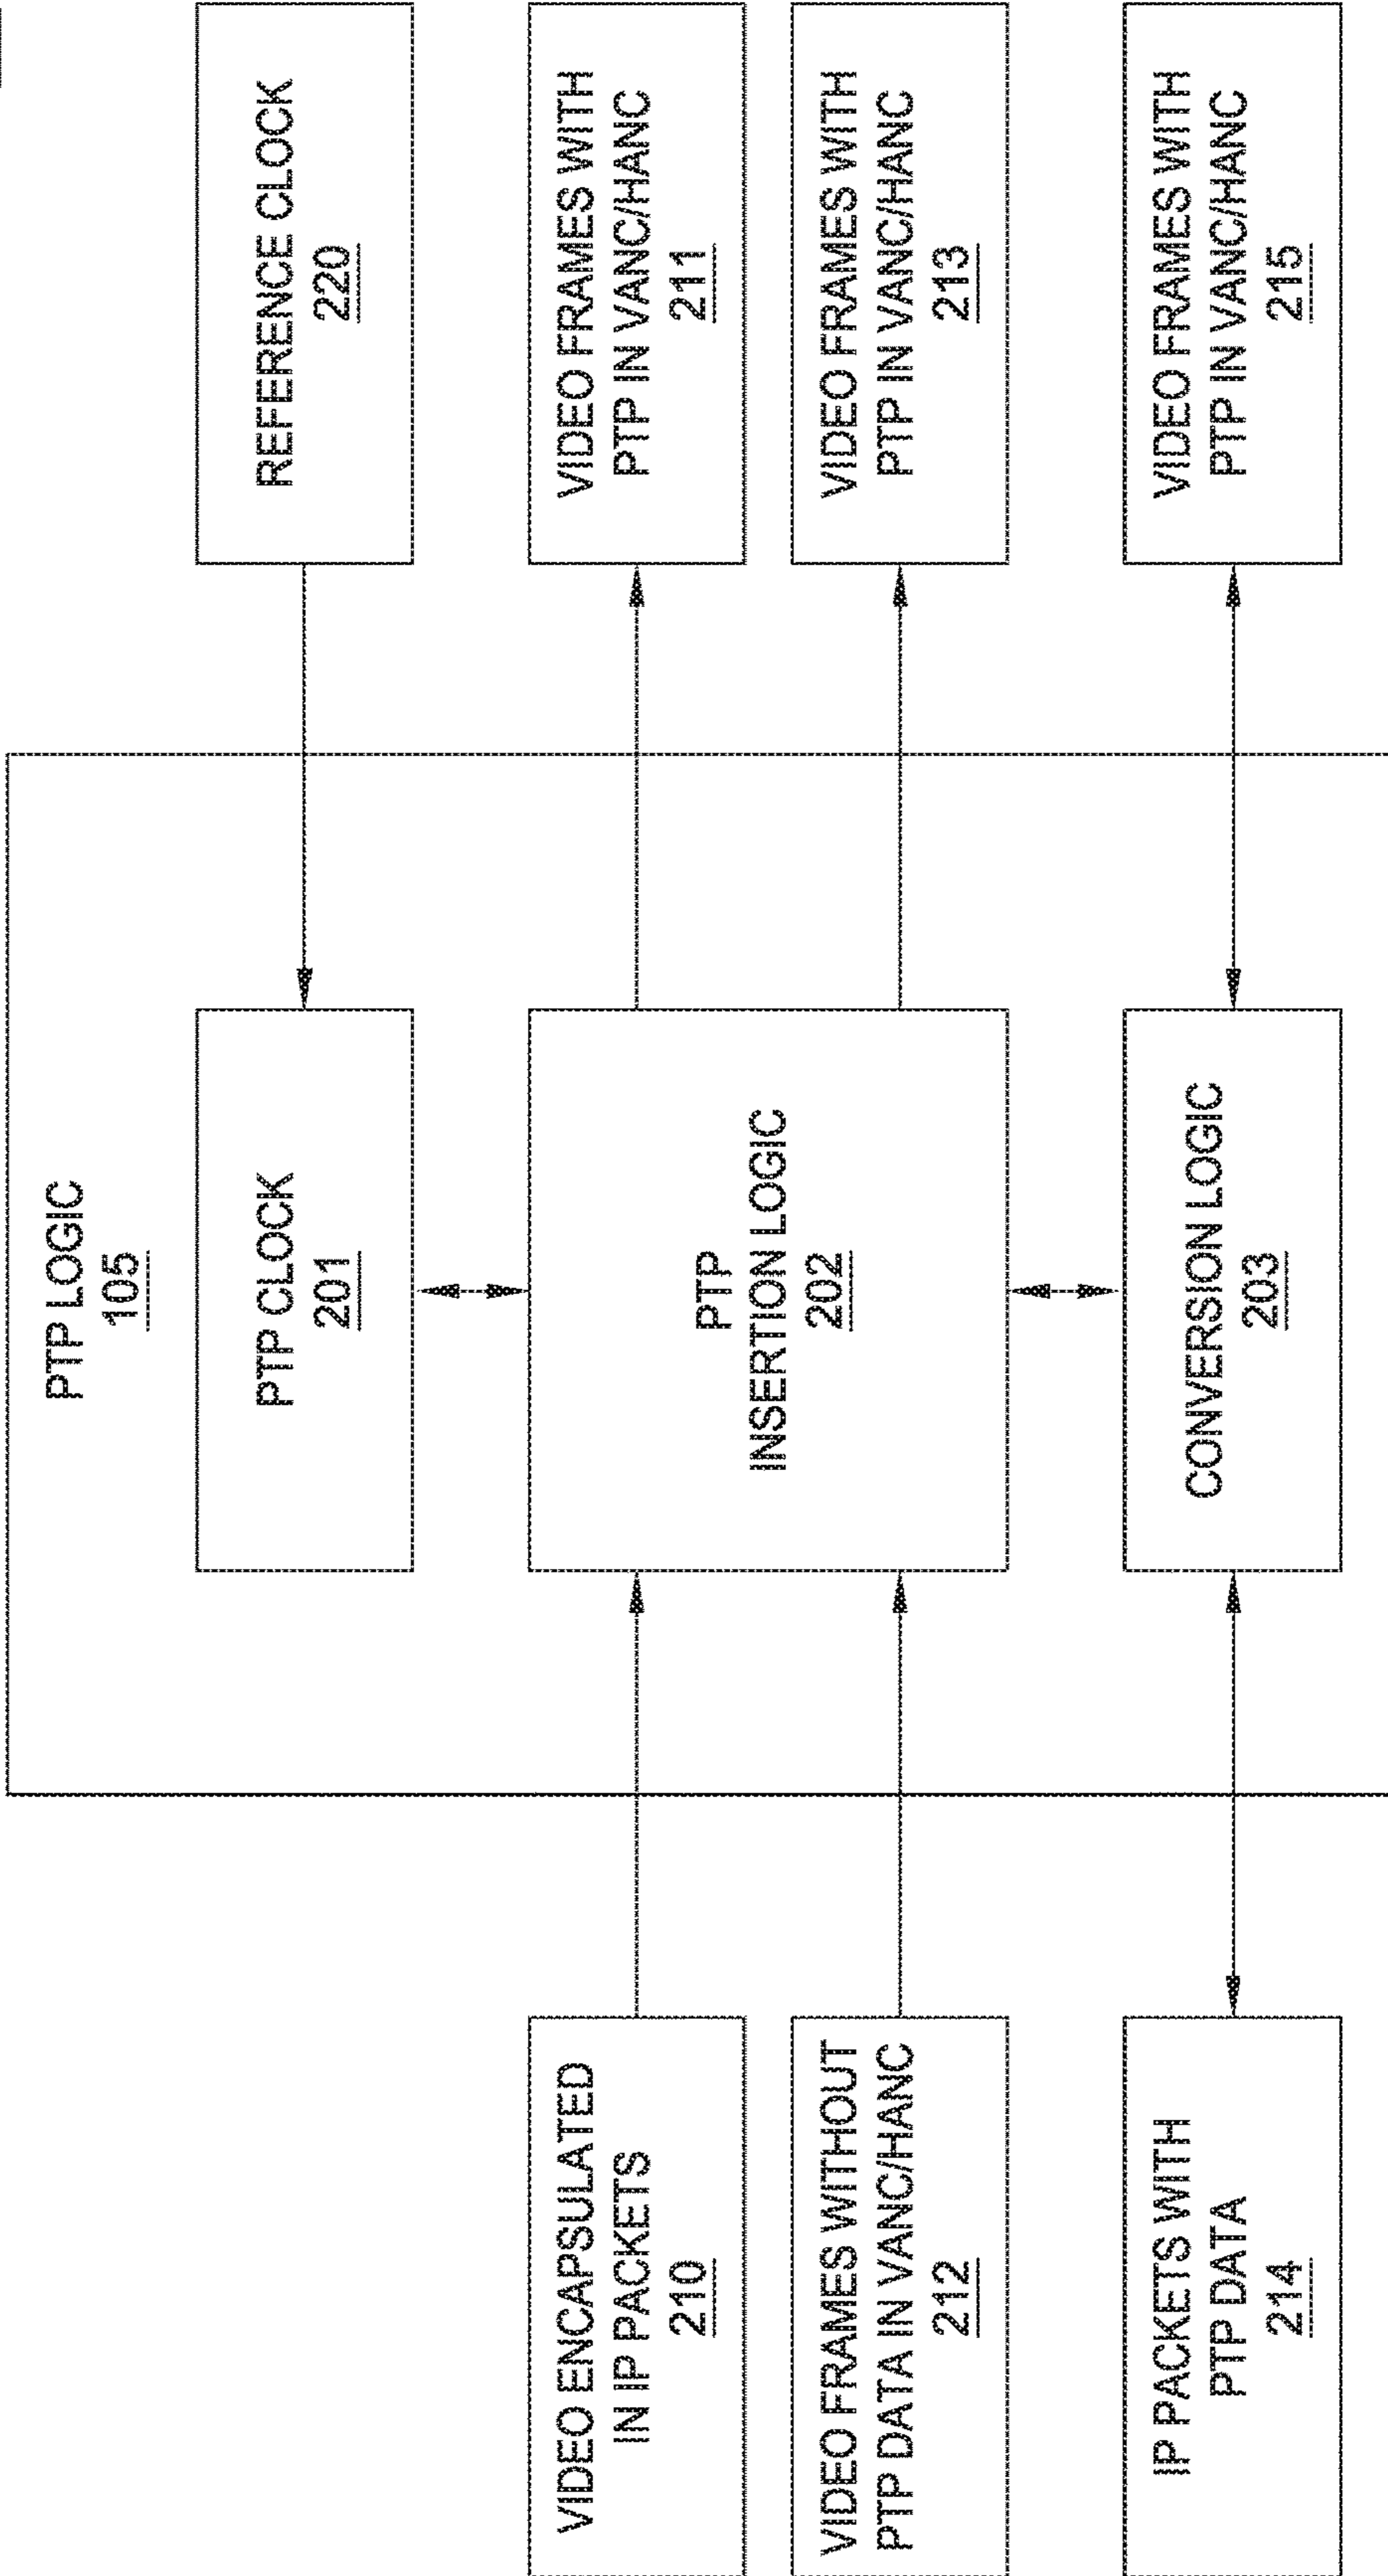 PTP LOGIC
105
PTP CLOCK
201
REFERENCE CLOCK
220
VIDEO ENCAPSULATED
IN IP PACKETS
210
PTP
INSERTION LOGIC
202
VIDEO FRAMES WITH
PTP IN VANC/HANC
211
VIDEO FRAMES WITHOUT
PTP DATA IN VANC/HANC
212
VIDEO FRAMES WITH
PTP IN VANC/HANC
213
IP PACKETS WITH
PTP DATA
214
CONVERSION LOGIC
203
VIDEO FRAMES WITH
PTP IN VANC/HANC
215